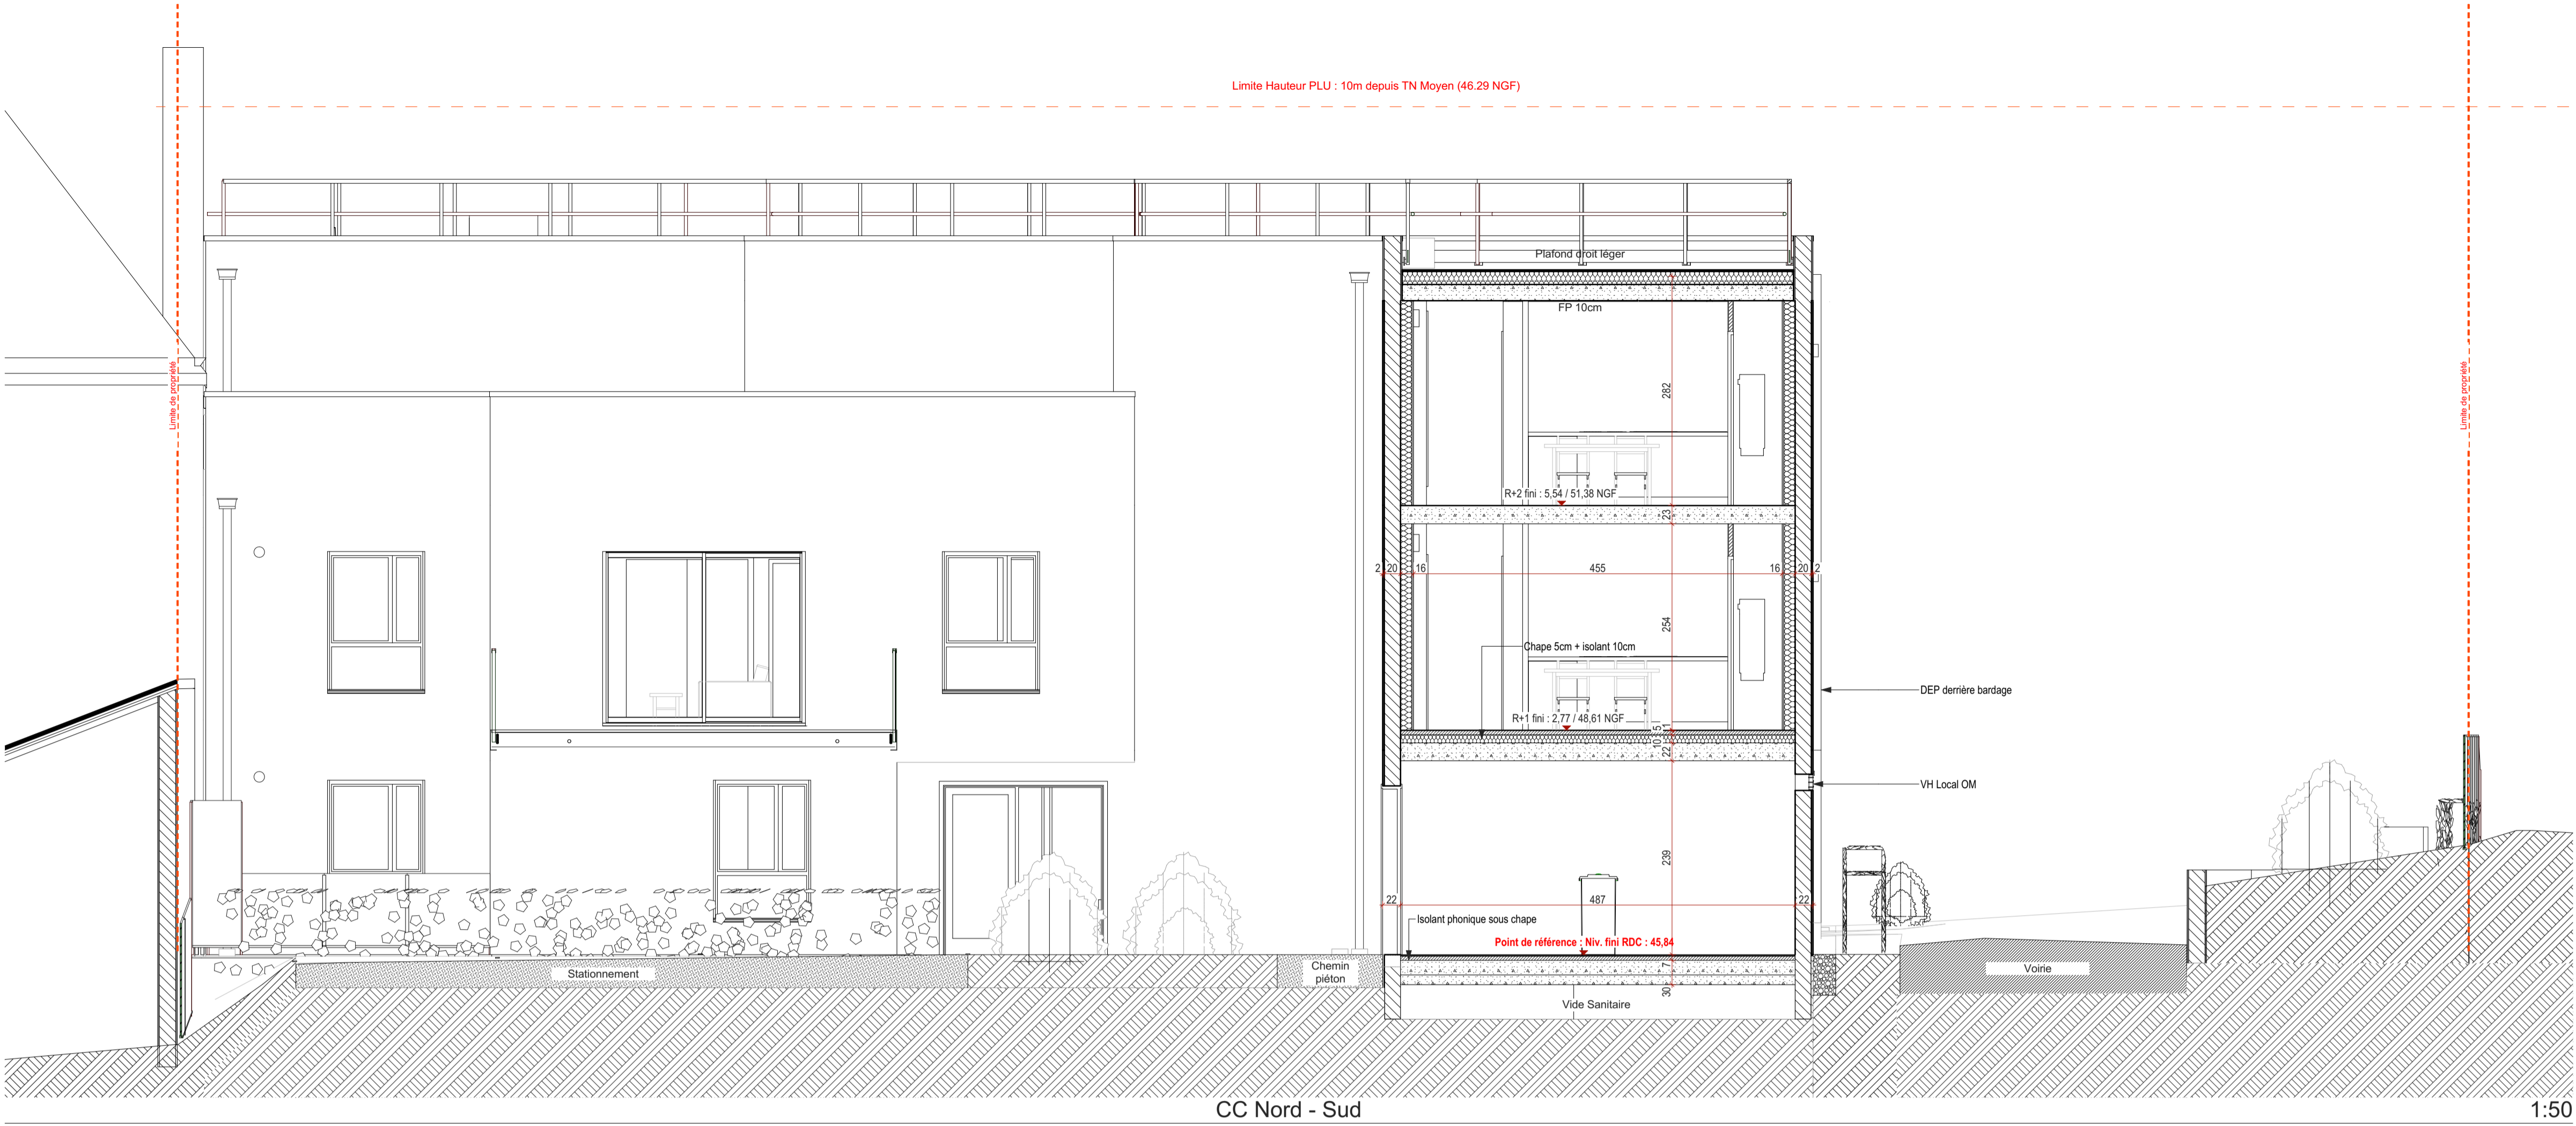 Limite Hauteur PLU : 10m depuis TN Moyen (46.29 NGF)
Plafond droit léger
FP 10cm
Limite de propriété
Limite de propriété
282
R+2 fini : 5,54 / 51,38 NGF
23
2 20 16 455 16 20 2
254
Chape 5cm + isolant 10cm
DEP derrière bardage
R+1 fini : 2,77 / 48,61 NGF
10 5 1
22
VH Local OM
239
22 487 22
Isolant phonique sous chape
Point de référence : Niv. fini RDC : 45,84
Stationnement
Chemin
piéton
7
30
Vide Sanitaire
Voirie
CC Nord - Sud
1:50